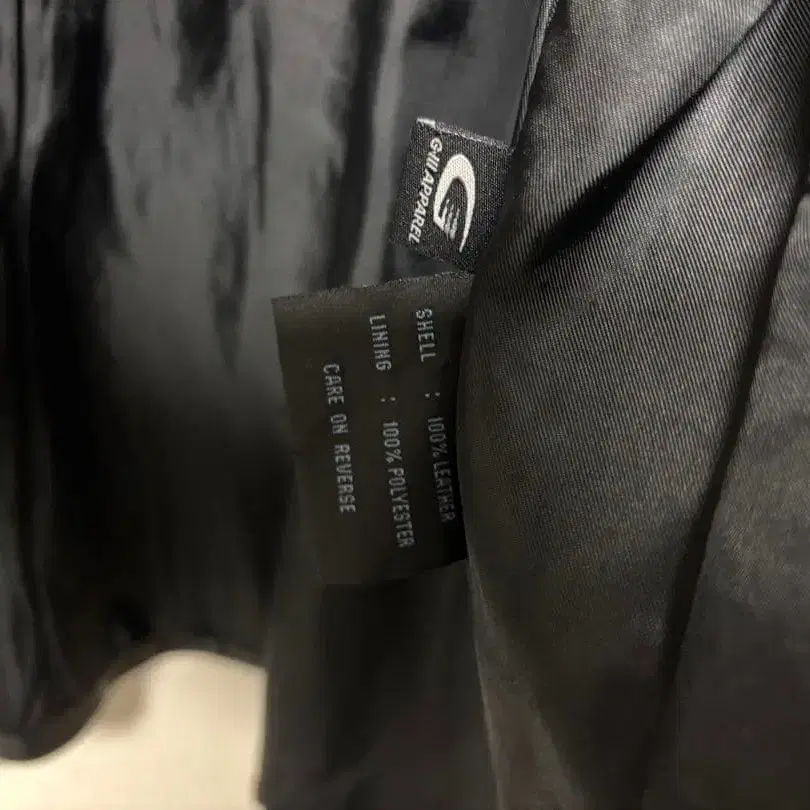 G-III APPAREL
SHELL : 100% LEATHER
LINING : 100% POLYESTER
CARE ON REVERSE